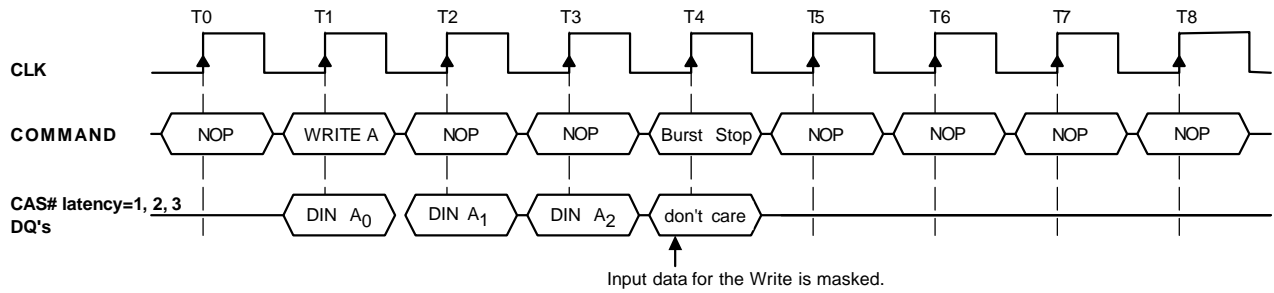 T0 T1 T2 T3 T4 T5 T6 T7 T8
CLK
COMMAND NOP WRITE A NOP NOP Burst Stop NOP NOP NOP NOP
CAS# latency=1, 2, 3
DQ's DIN A0 DIN A1 DIN A2 don't care
Input data for the Write is masked.